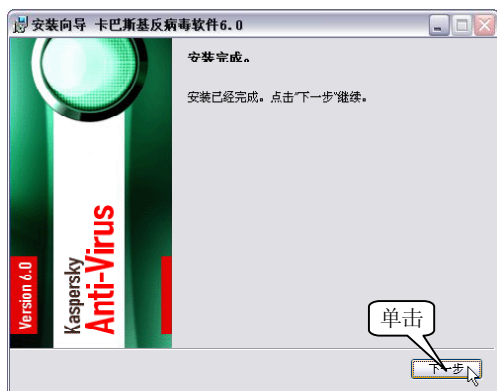 安装向导 卡巴斯基反病毒软件6.0
安装完成。
安装已经完成。点击"下一步"继续。
Version 6.0
Kaspersky
Anti-Virus
单击
下一步